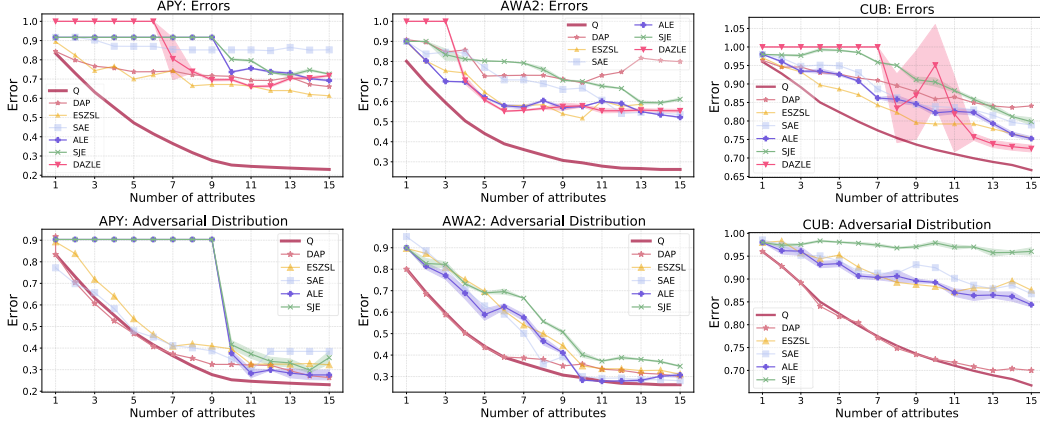 APY: Errors
1.0
0.9
0.8
0.7
0.6
0.5
0.4
0.3
0.2
Error
Q
DAP
ESZSL
SAE
ALE
SJE
DAZLE
1 3 5 7 9 11 13 15
Number of attributes
AWA2: Errors
1.0
0.9
0.8
0.7
0.6
0.5
0.4
0.3
Error
Q
DAP
ESZSL
SAE
ALE
SJE
DAZLE
1 3 5 7 9 11 13 15
Number of attributes
CUB: Errors
1.05
1.00
0.95
0.90
0.85
0.80
0.75
0.70
0.65
Error
Q
DAP
ESZSL
SAE
ALE
SJE
DAZLE
1 3 5 7 9 11 13 15
Number of attributes
APY: Adversarial Distribution
0.9
0.8
0.7
0.6
0.5
0.4
0.3
0.2
Error
Q
DAP
ESZSL
SAE
ALE
SJE
1 3 5 7 9 11 13 15
Number of attributes
AWA2: Adversarial Distribution
0.9
0.8
0.7
0.6
0.5
0.4
0.3
Error
Q
DAP
ESZSL
SAE
ALE
SJE
1 3 5 7 9 11 13 15
Number of attributes
CUB: Adversarial Distribution
1.00
0.95
0.90
0.85
0.80
0.75
0.70
Error
Q
DAP
ESZSL
SAE
ALE
SJE
1 3 5 7 9 11 13 15
Number of attributes